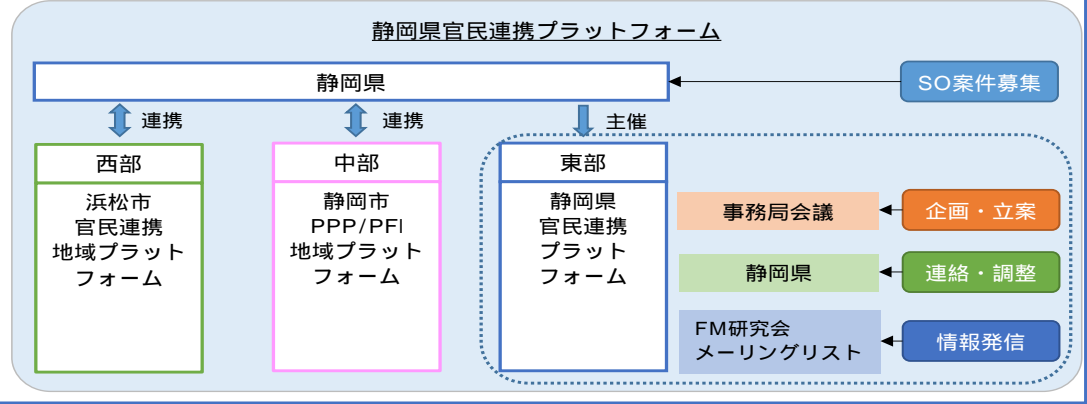 静岡県官民連携プラットフォーム
静岡県
SO案件募集
連携
連携
主催
西部
浜松市
官民連携
地域プラット
フォーム
中部
静岡市
PPP/PFI
地域プラット
フォーム
東部
静岡県
官民連携
プラット
フォーム
事務局会議
企画・立案
静岡県
連絡・調整
FM研究会
メーリングリスト
情報発信